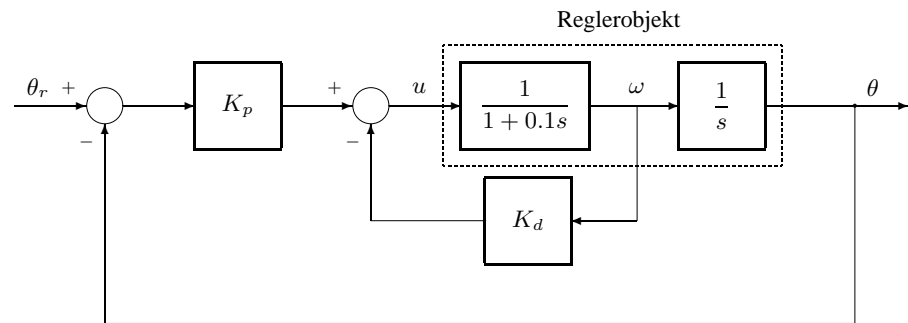 Reglerobjekt
θ_r + − K_p + − u 1/(1 + 0.1s) ω 1/s θ
K_d